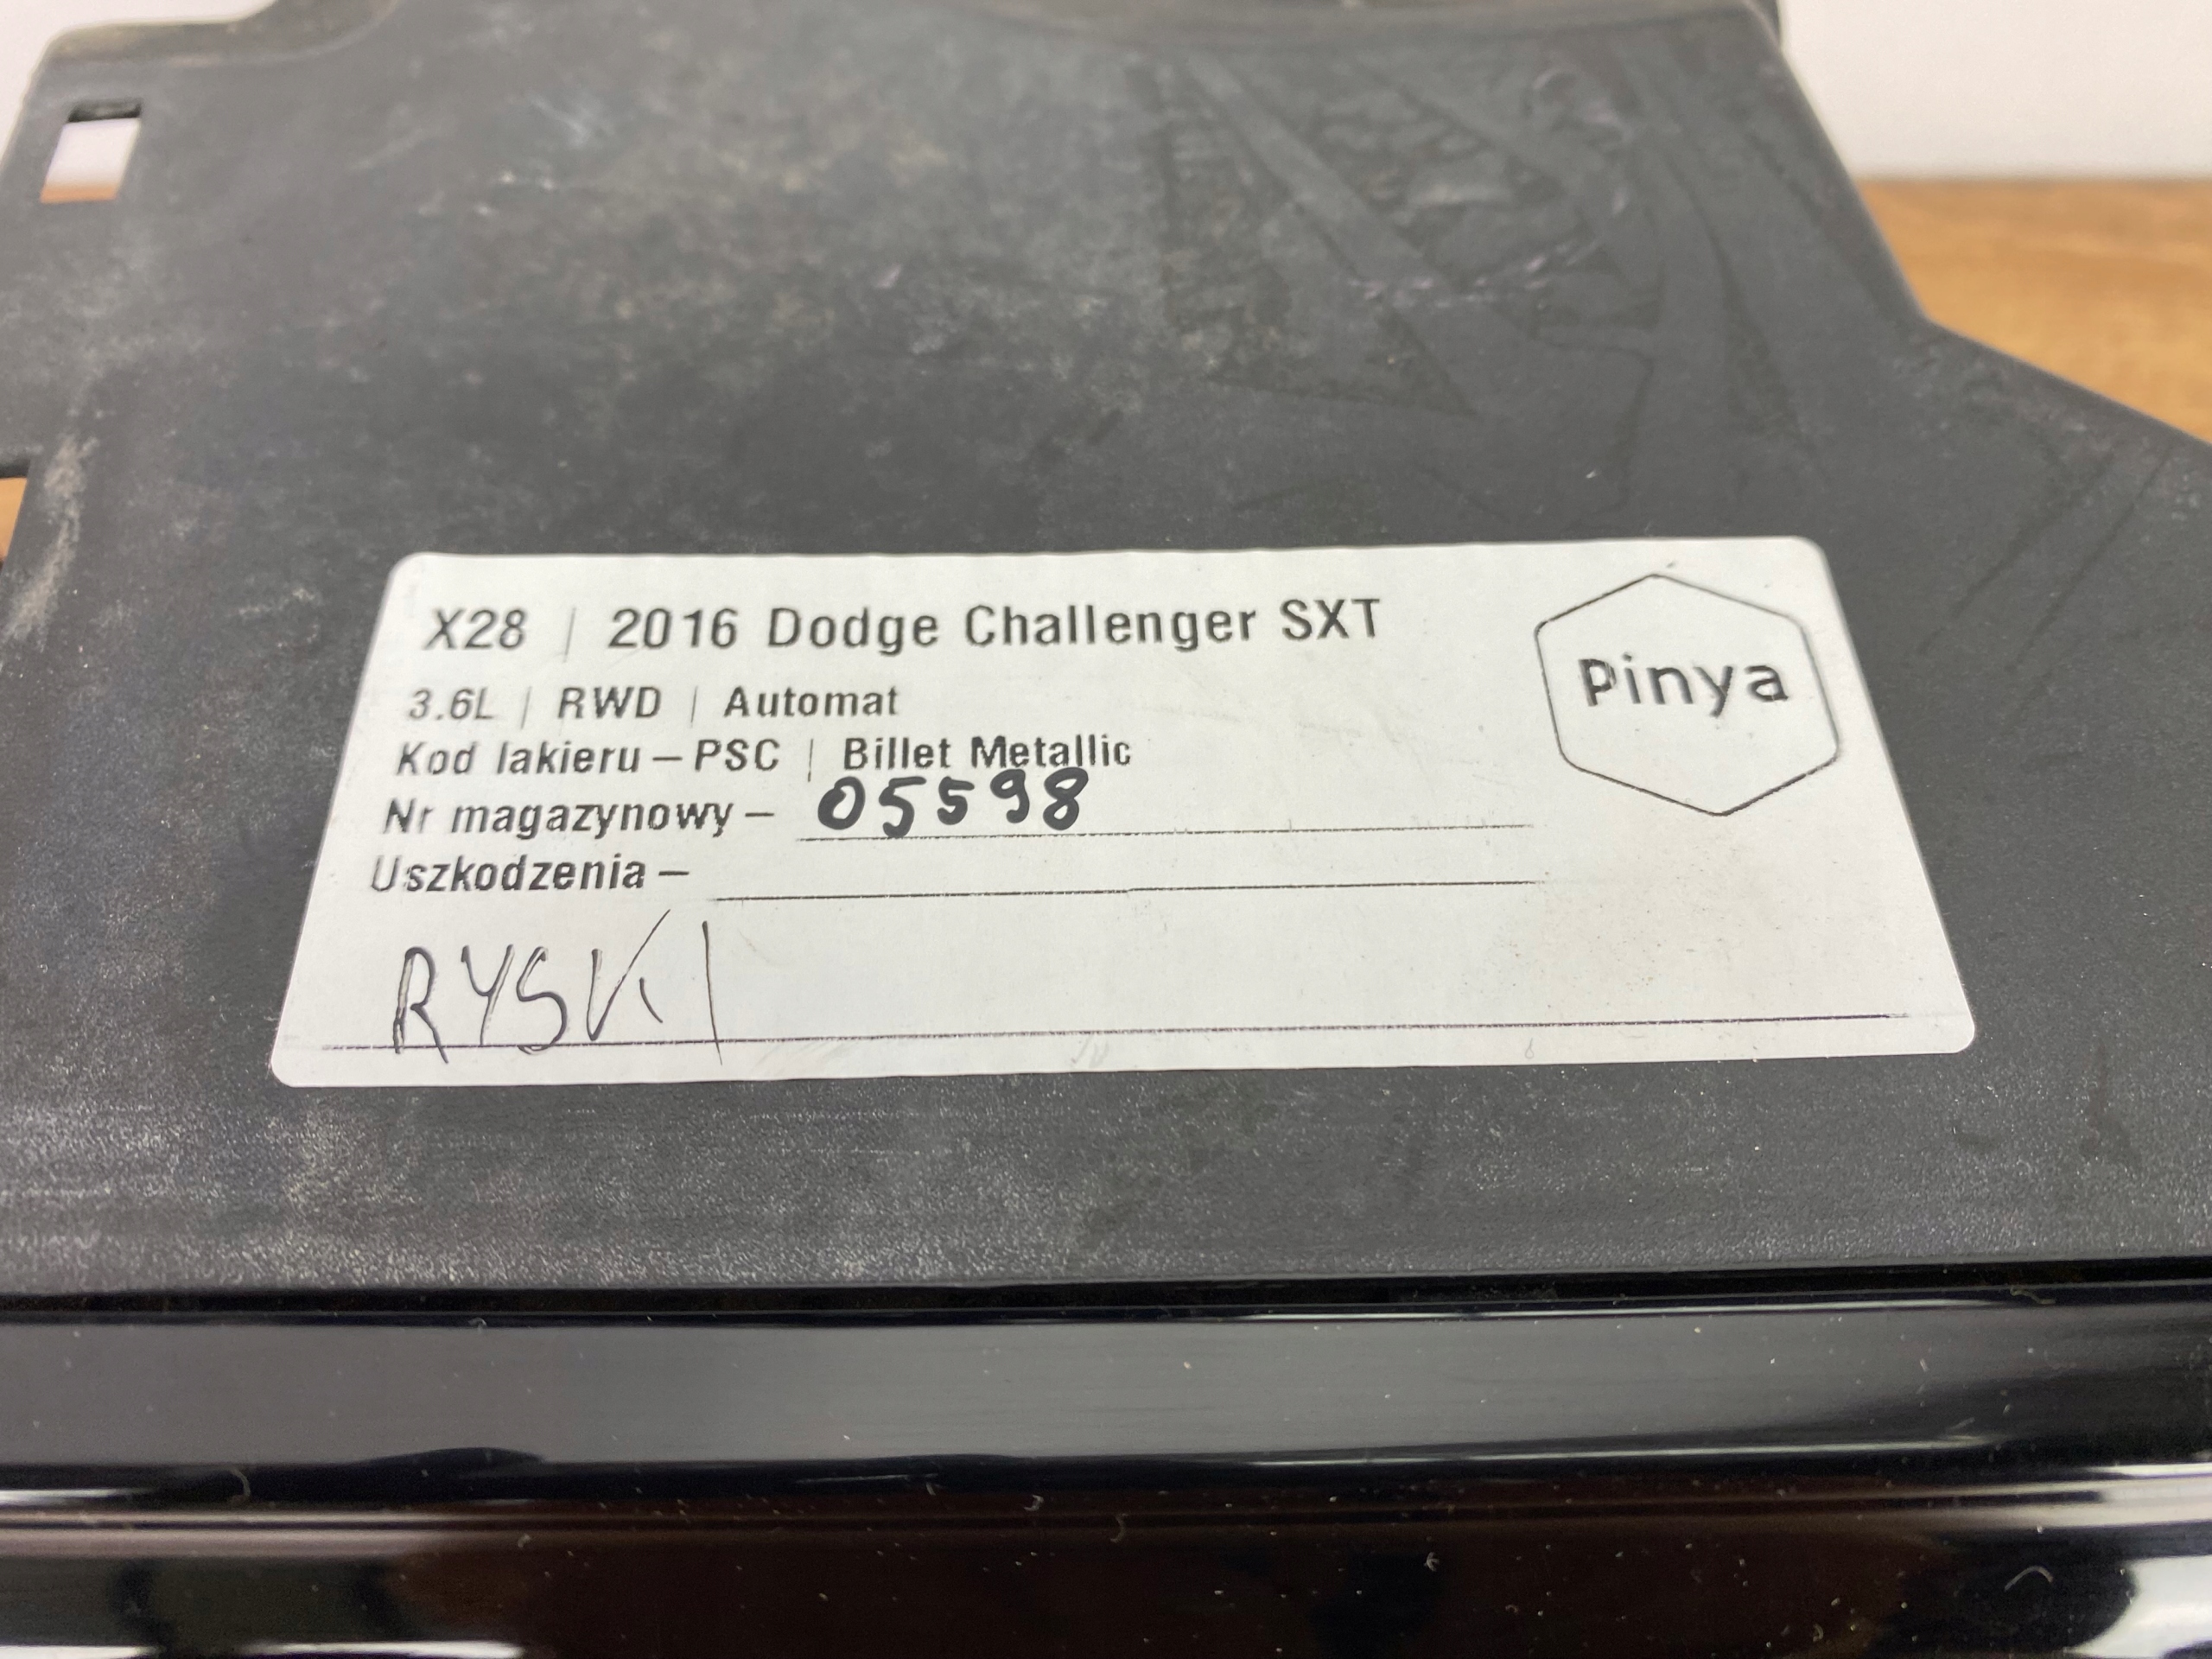 X28 | 2016 Dodge Challenger SXT
Pinya
3.6L | RWD | Automat
Kod lakieru – PSC | Billet Metallic
Nr magazynowy – 05598
Uszkodzenia –
RYSKI